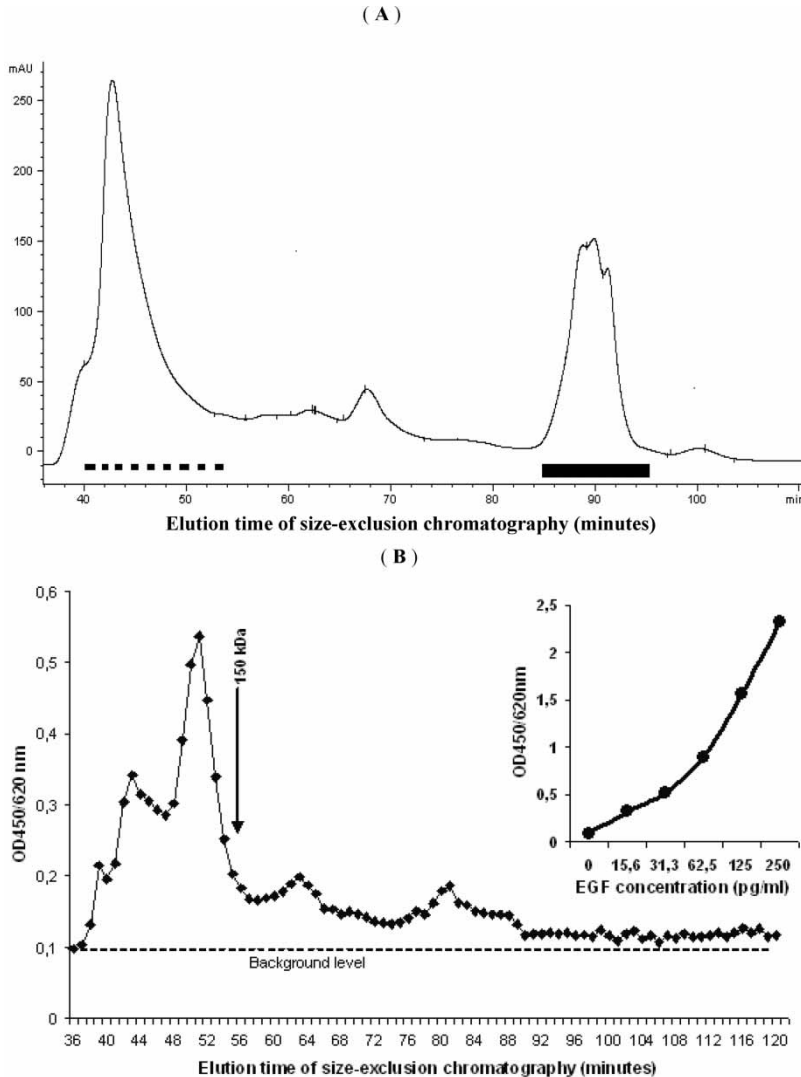 ( A )
mAU
250
200
150
100
50
0
40 50 60 70 80 90 100 min
Elution time of size-exclusion chromatography (minutes)
( B )
0,6
0,5
0,4
0,3
0,2
0,1
0
OD450/620 nm
150 kDa
Background level
36 40 44 48 52 56 60 64 68 72 76 80 84 88 92 96 100 104 108 112 116 120
Elution time of size-exclusion chromatography (minutes)
2,5
2
1,5
1
0,5
0
OD450/620nm
0 15,6 31,3 62,5 125 250
EGF concentration (pg/ml)